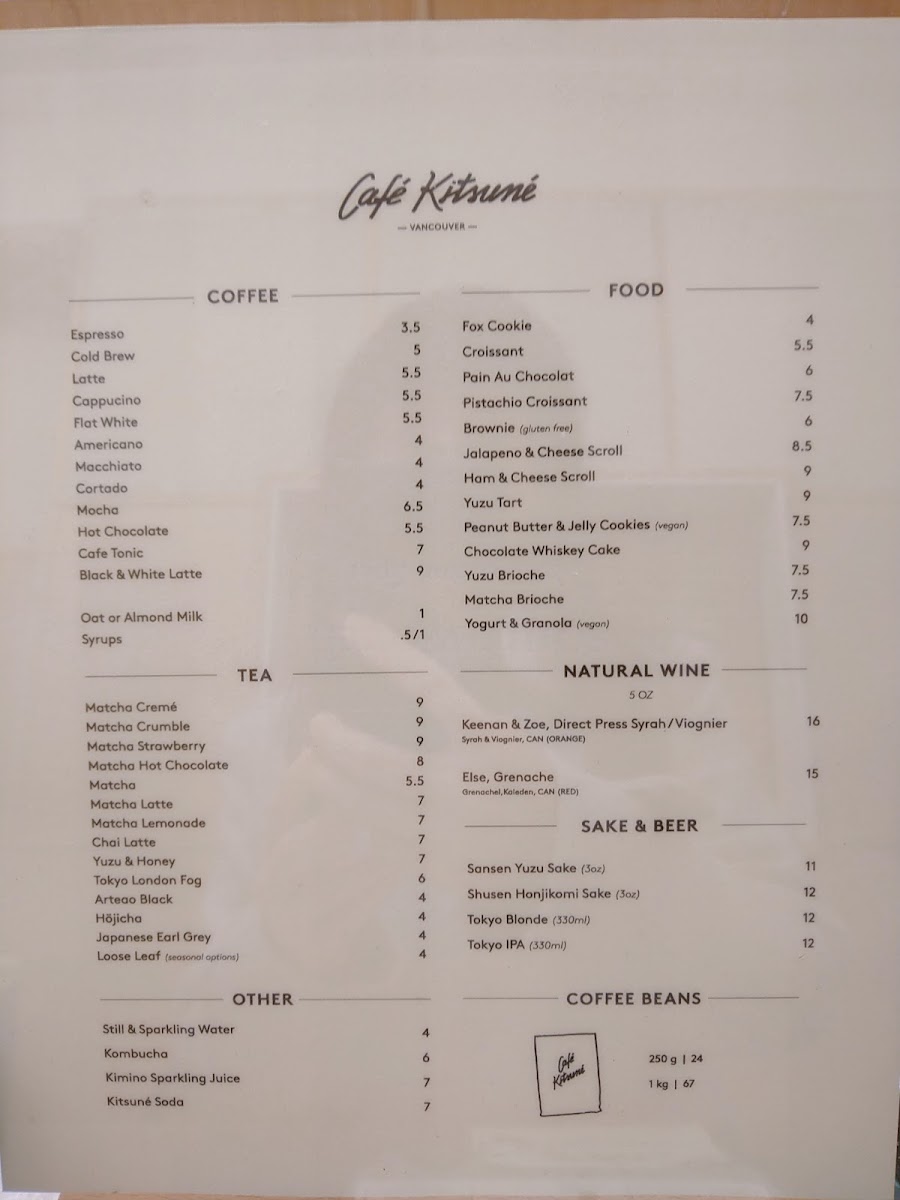 Café Kitsuné
— VANCOUVER —
COFFEE
Espresso 3.5
Cold Brew 5
Latte 5.5
Cappucino 5.5
Flat White 5.5
Americano 4
Macchiato 4
Cortado 4
Mocha 6.5
Hot Chocolate 5.5
Cafe Tonic 7
Black & White Latte 9
Oat or Almond Milk 1
Syrups .5/1
TEA
Matcha Cremé 9
Matcha Crumble 9
Matcha Strawberry 9
Matcha Hot Chocolate 8
Matcha 5.5
Matcha Latte 7
Matcha Lemonade 7
Chai Latte 7
Yuzu & Honey 7
Tokyo London Fog 6
Arteao Black 4
Höjicha 4
Japanese Earl Grey 4
Loose Leaf (seasonal options) 4
OTHER
Still & Sparkling Water 4
Kombucha 6
Kimino Sparkling Juice 7
Kitsuné Soda 7
FOOD
Fox Cookie 4
Croissant 5.5
Pain Au Chocolat 6
Pistachio Croissant 7.5
Brownie (gluten free) 6
Jalapeno & Cheese Scroll 8.5
Ham & Cheese Scroll 9
Yuzu Tart 9
Peanut Butter & Jelly Cookies (vegan) 7.5
Chocolate Whiskey Cake 9
Yuzu Brioche 7.5
Matcha Brioche 7.5
Yogurt & Granola (vegan) 10
NATURAL WINE
5 OZ
Keenan & Zoe, Direct Press Syrah/Viognier 16
Syrah & Viognier, CAN (ORANGE)
Else, Grenache 15
Grenachel,Kaleden, CAN (RED)
SAKE & BEER
Sansen Yuzu Sake (3oz) 11
Shusen Honjikomi Sake (3oz) 12
Tokyo Blonde (330ml) 12
Tokyo IPA (330ml) 12
COFFEE BEANS
Café
Kitsuné
250 g | 24
1 kg | 67